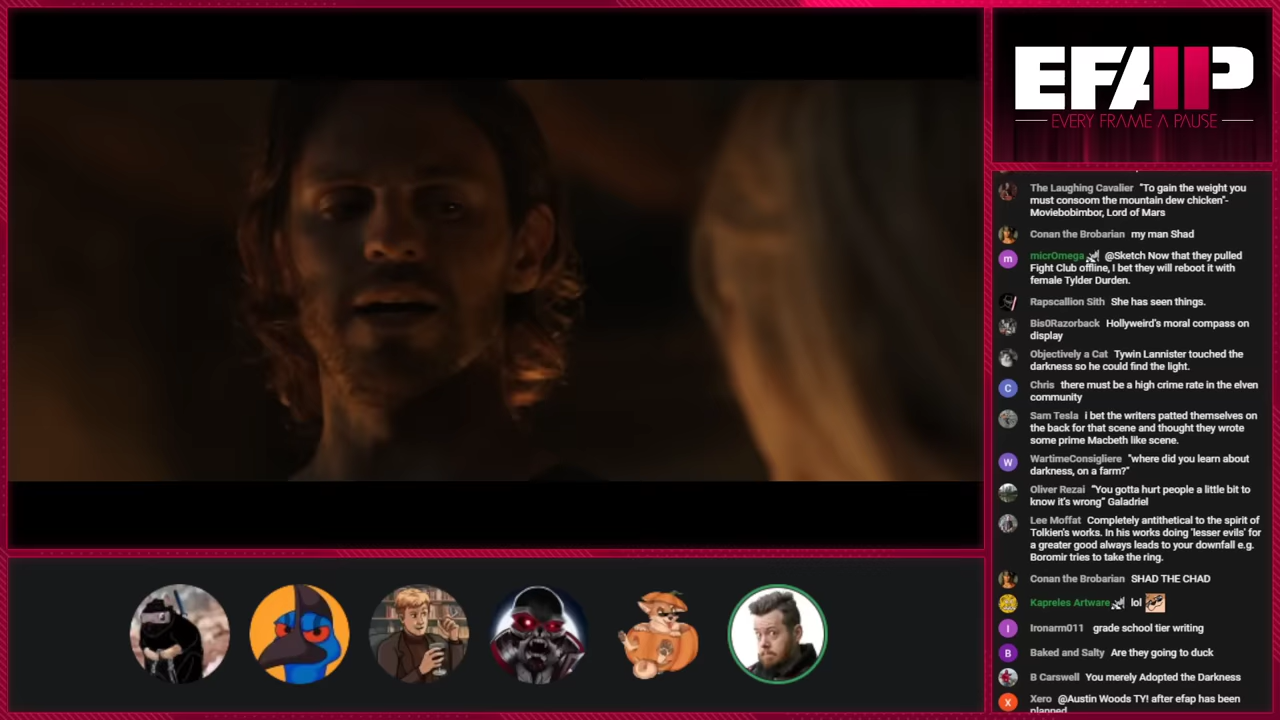 EFAP
EVERY FRAME A PAUSE
The Laughing Cavalier "To gain the weight you
must consoom the mountain dew chicken"-
Moviebobimbor, Lord of Mars
Conan the Brobarian my man Shad
micrOmega @Sketch Now that they pulled
Fight Club offline, I bet they will reboot it with
female Tylder Durden.
Rapscallion Sith She has seen things.
Bis0Razorback Hollyweird's moral compass on
display
Objectively a Cat Tywin Lannister touched the
darkness so he could find the light.
Chris there must be a high crime rate in the elven
community
Sam Tesla i bet the writers patted themselves on
the back for that scene and thought they wrote
some prime Macbeth like scene.
WartimeConsigliere "where did you learn about
darkness, on a farm?"
Oliver Rezai "You gotta hurt people a little bit to
know it's wrong" Galadriel
Lee Moffat Completely antithetical to the spirit of
Tolkien's works. In his works doing 'lesser evils' for
a greater good always leads to your downfall e.g.
Boromir tries to take the ring.
Conan the Brobarian SHAD THE CHAD
Kapreles Artware lol
Ironarm011 grade school tier writing
Baked and Salty Are they going to duck
B Carswell You merely Adopted the Darkness
Xero @Austin Woods TY! after efap has been
planned
m
C
W
I
B
X